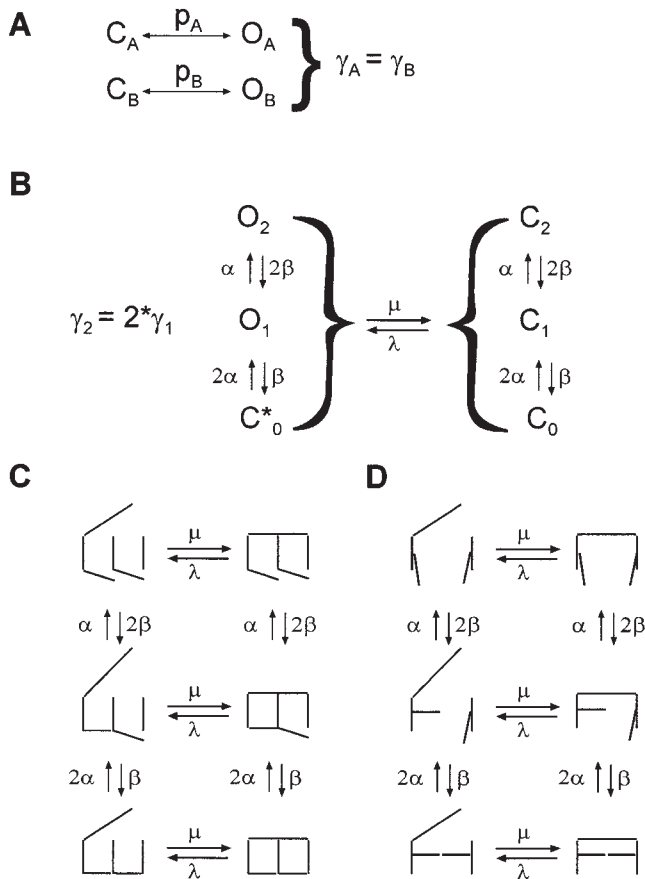 A
C_A p_A O_A
C_B p_B O_B
γ_A = γ_B
B
O_2 C_2
α 2β α 2β
γ_2 = 2*γ_1 O_1 μ λ C_1
2α β 2α β
C*_0 C_0
C D
μ μ
λ λ
α 2β α 2β α 2β α 2β
μ μ
λ λ
2α β 2α β 2α β 2α β
μ μ
λ λ